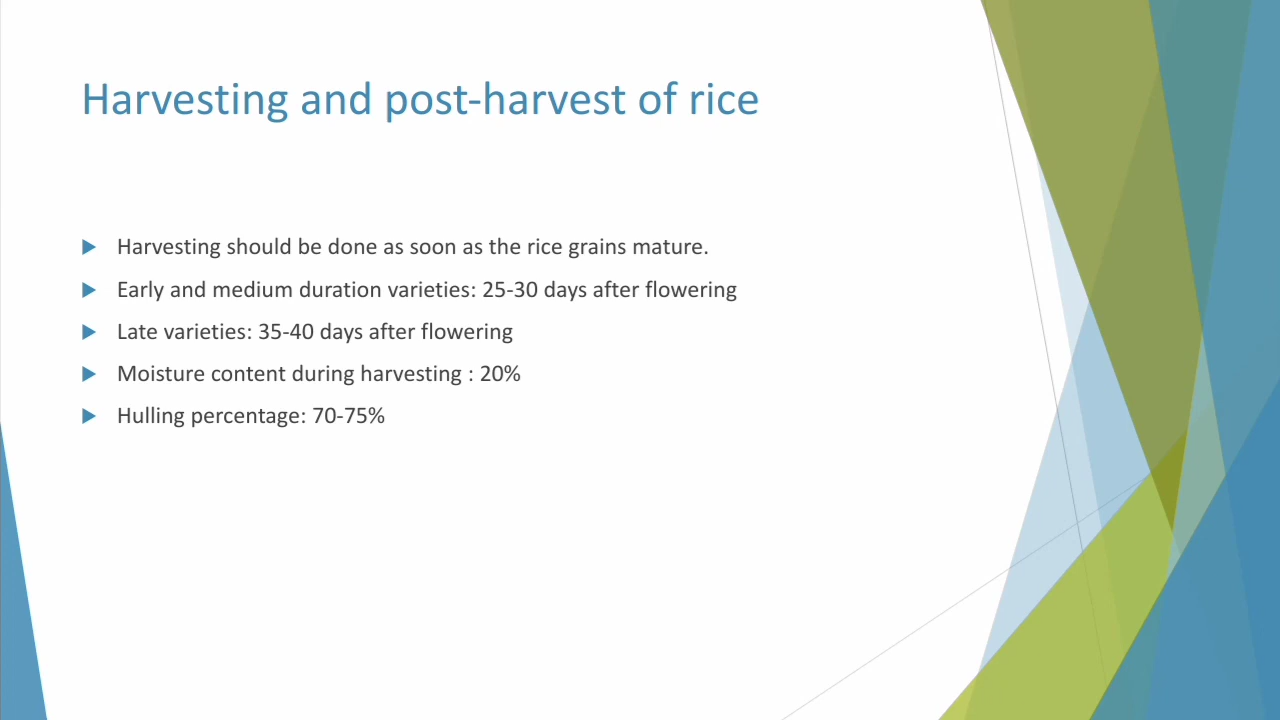 Harvesting and post-harvest of rice
Harvesting should be done as soon as the rice grains mature.
Early and medium duration varieties: 25-30 days after flowering
Late varieties: 35-40 days after flowering
Moisture content during harvesting : 20%
Hulling percentage: 70-75%